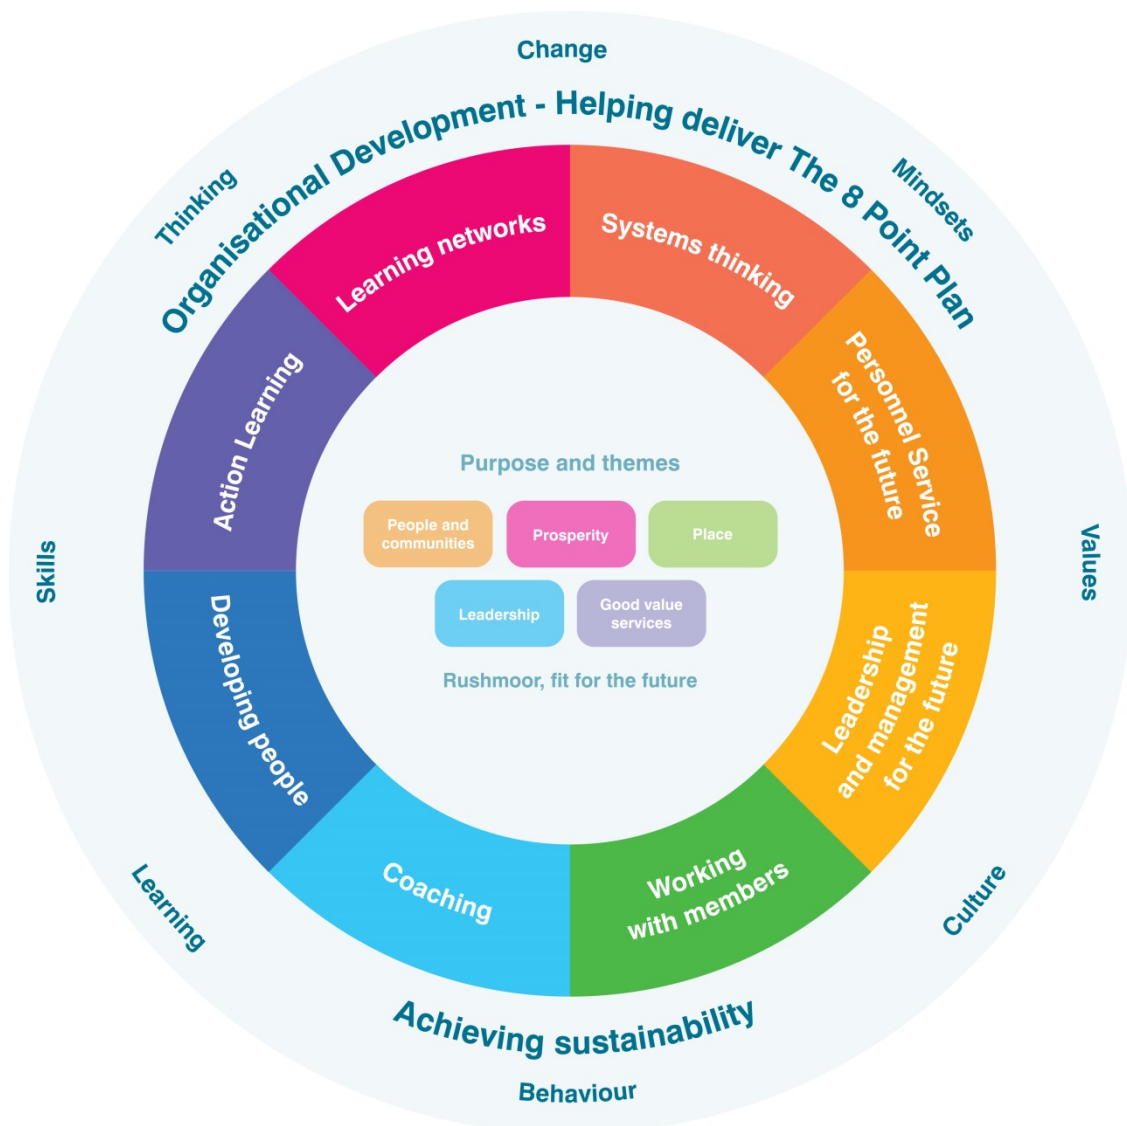 Change
Organisational Development - Helping deliver The 8 Point Plan
Thinking
Mindsets
Learning networks
Systems thinking
Action Learning
Personnel Service
for the future
Purpose and themes
People and
communities
Prosperity
Place
Leadership
Good value
services
Rushmoor, fit for the future
Skills
Values
Developing people
Leadership
and management
for the future
Coaching
Working
with members
Learning
Culture
Achieving sustainability
Behaviour